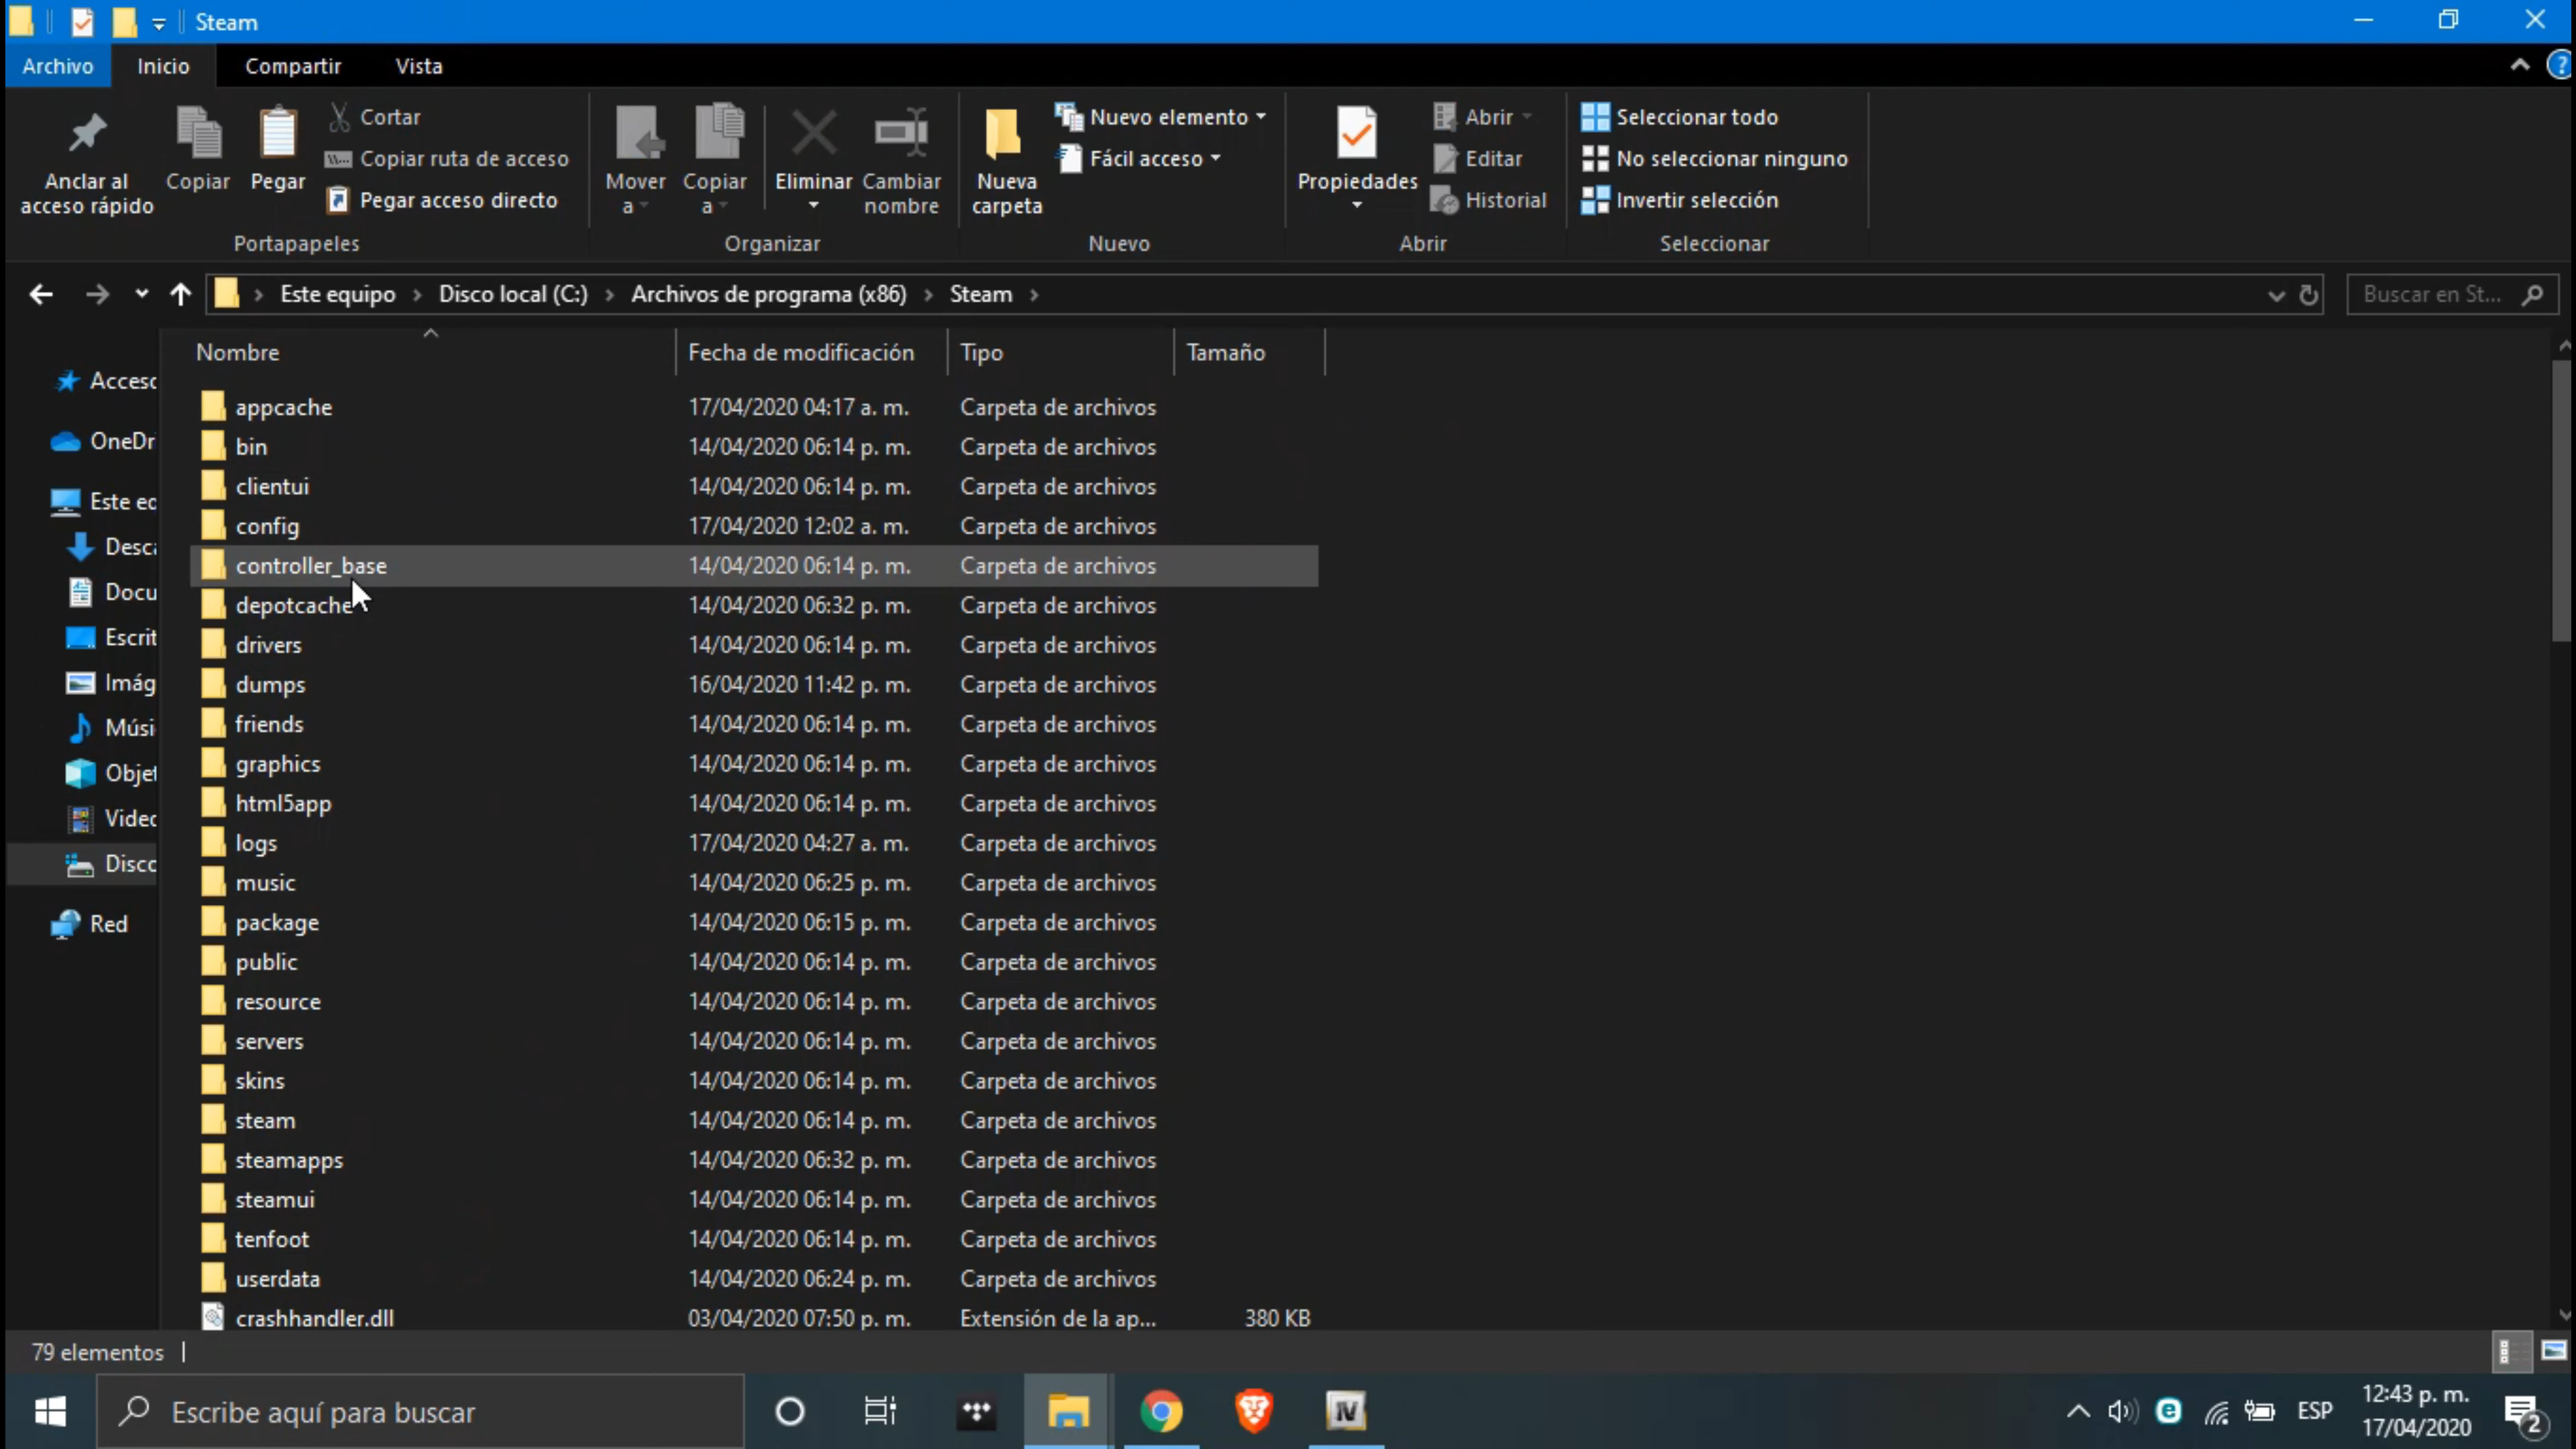 Steam
Archivo Inicio Compartir Vista
Anclar al acceso rápido
Copiar
Pegar
Cortar
Copiar ruta de acceso
Pegar acceso directo
Portapapeles
Mover a
Copiar a
Eliminar
Cambiar nombre
Organizar
Nueva carpeta
Nuevo elemento
Fácil acceso
Nuevo
Propiedades
Abrir
Editar
Historial
Abrir
Seleccionar todo
No seleccionar ninguno
Invertir selección
Seleccionar
Este equipo > Disco local (C:) > Archivos de programa (x86) > Steam >
Buscar en St...
Acceso
OneDri
Este eq
Desca
Docu
Escrit
Imág
Músi
Objet
Videc
Discc
Red
Nombre Fecha de modificación Tipo Tamaño
appcache 17/04/2020 04:17 a. m. Carpeta de archivos
bin 14/04/2020 06:14 p. m. Carpeta de archivos
clientui 14/04/2020 06:14 p. m. Carpeta de archivos
config 17/04/2020 12:02 a. m. Carpeta de archivos
controller_base 14/04/2020 06:14 p. m. Carpeta de archivos
depotcache 14/04/2020 06:32 p. m. Carpeta de archivos
drivers 14/04/2020 06:14 p. m. Carpeta de archivos
dumps 16/04/2020 11:42 p. m. Carpeta de archivos
friends 14/04/2020 06:14 p. m. Carpeta de archivos
graphics 14/04/2020 06:14 p. m. Carpeta de archivos
html5app 14/04/2020 06:14 p. m. Carpeta de archivos
logs 17/04/2020 04:27 a. m. Carpeta de archivos
music 14/04/2020 06:25 p. m. Carpeta de archivos
package 14/04/2020 06:15 p. m. Carpeta de archivos
public 14/04/2020 06:14 p. m. Carpeta de archivos
resource 14/04/2020 06:14 p. m. Carpeta de archivos
servers 14/04/2020 06:14 p. m. Carpeta de archivos
skins 14/04/2020 06:14 p. m. Carpeta de archivos
steam 14/04/2020 06:14 p. m. Carpeta de archivos
steamapps 14/04/2020 06:32 p. m. Carpeta de archivos
steamui 14/04/2020 06:14 p. m. Carpeta de archivos
tenfoot 14/04/2020 06:14 p. m. Carpeta de archivos
userdata 14/04/2020 06:24 p. m. Carpeta de archivos
crashhandler.dll 03/04/2020 07:50 p. m. Extensión de la ap... 380 KB
79 elementos
Escribe aquí para buscar
IV
ESP
12:43 p. m.
17/04/2020
2